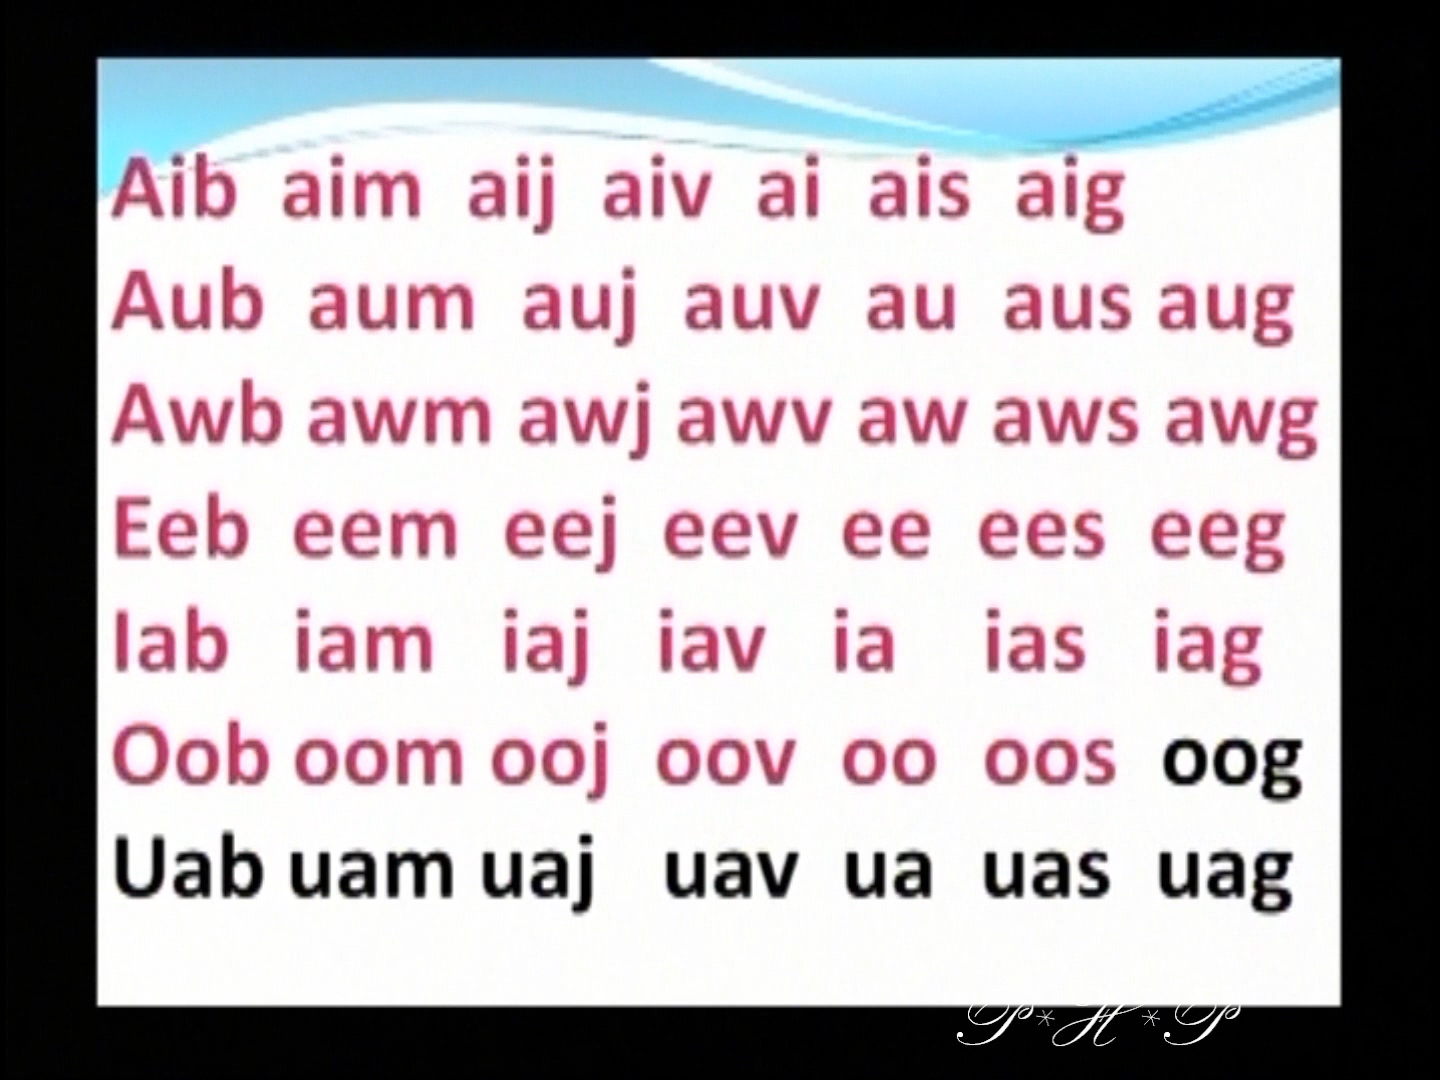 Aib aim aij aiv ai ais aig
Aub aum auj auv au aus aug
Awb awm awj awv aw aws awg
Eeb eem eej eev ee ees eeg
Iab iam iaj iav ia ias iag
Oob oom ooj oov oo oos oog
Uab uam uaj uav ua uas uag
P*H*P